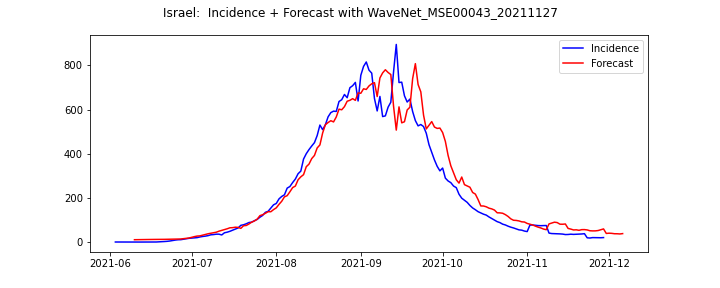 Israel:  Incidence + Forecast with WaveNet_MSE00043_20211127
Incidence
Forecast
800
600
400
200
0
2021-06 2021-07 2021-08 2021-09 2021-10 2021-11 2021-12